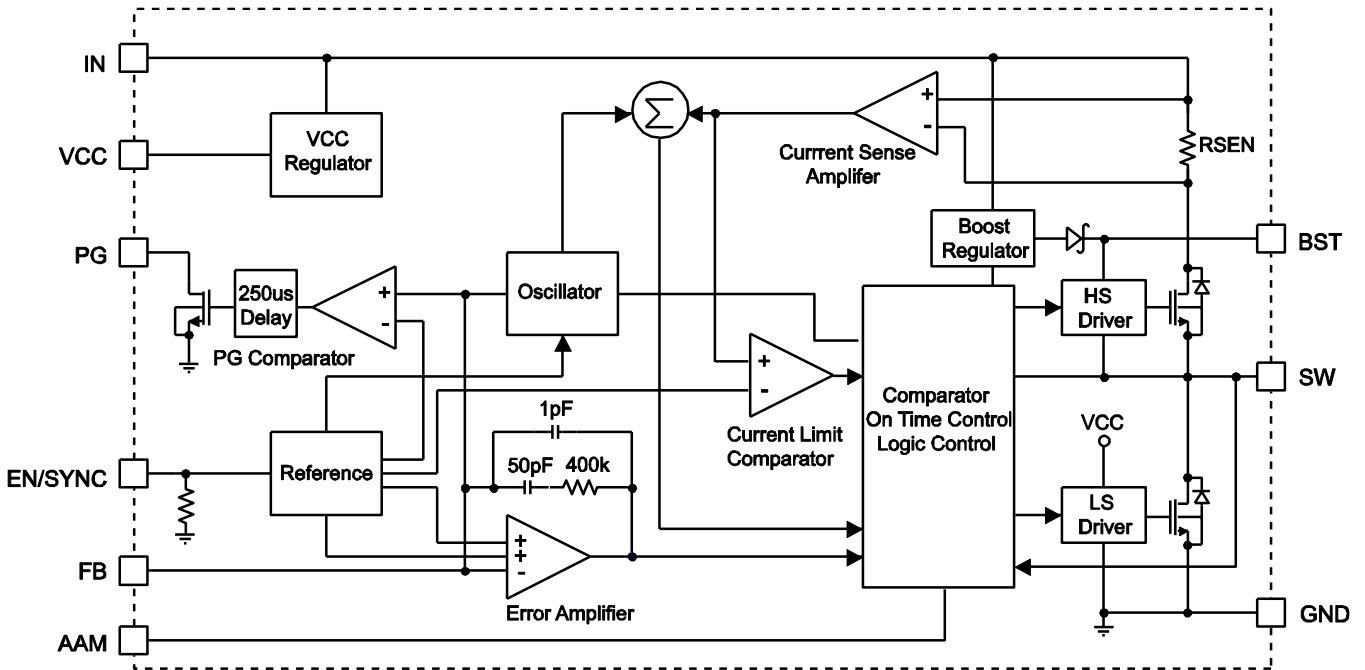 IN
VCC
Regulator
VCC
Σ
+
-
Currrent Sense
Amplifer
RSEN
PG
250us
Delay
+
-
PG Comparator
Oscillator
Boost
Regulator
BST
HS
Driver
+
-
Current Limit
Comparator
Comparator
On Time Control
Logic Control
SW
VCC
EN/SYNC
Reference
1pF
50pF
400k
LS
Driver
FB
+
+
-
Error Amplifier
AAM
GND